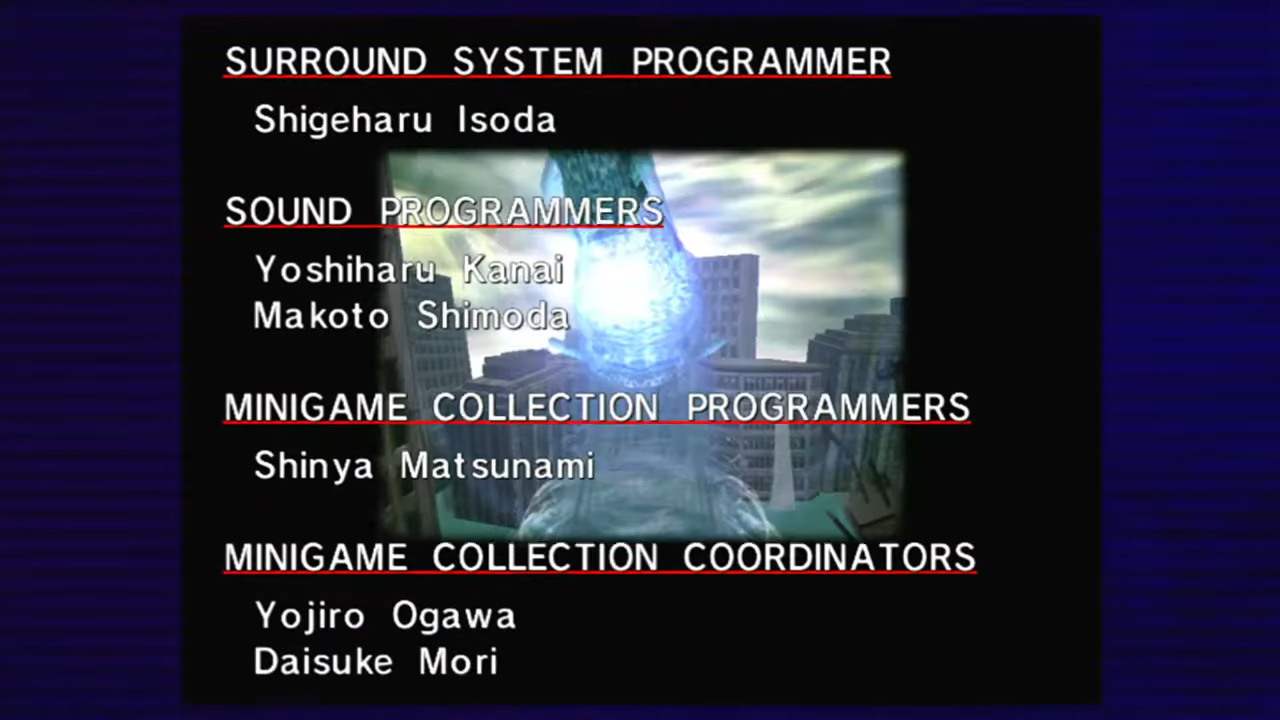 SURROUND SYSTEM PROGRAMMER
Shigeharu Isoda
SOUND PROGRAMMERS
Yoshiharu Kanai
Makoto Shimoda
MINIGAME COLLECTION PROGRAMMERS
Shinya Matsunami
MINIGAME COLLECTION COORDINATORS
Yojiro Ogawa
Daisuke Mori